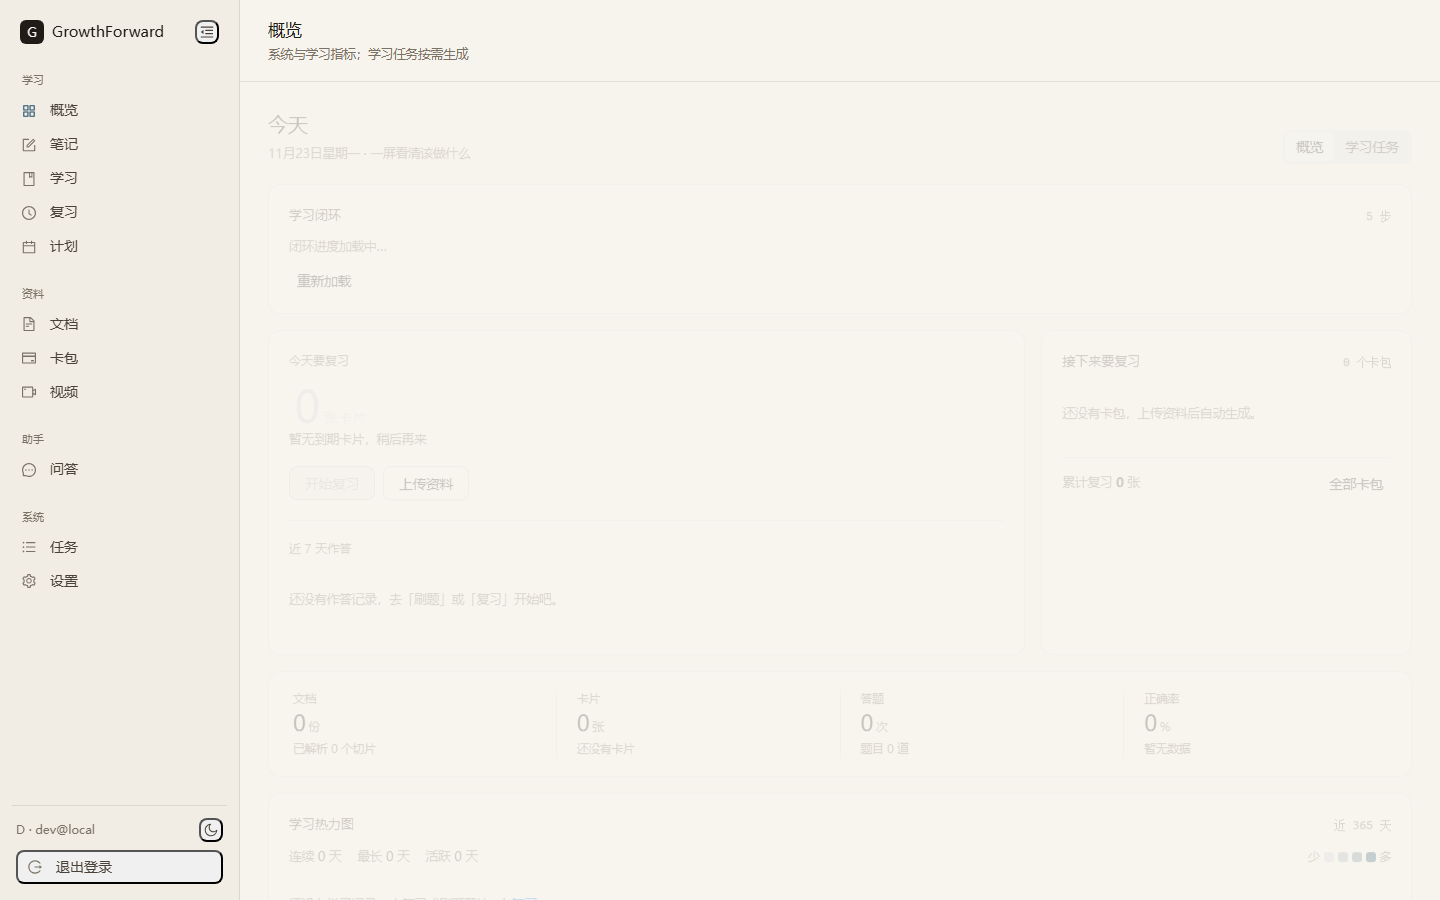 G GrowthForward
学习
概览
笔记
学习
复习
计划
资料
文档
卡包
视频
助手
问答
系统
任务
设置
D · dev@local
退出登录
概览
系统与学习指标；学习任务按需生成
今天
11月23日星期一 · 一屏看清该做什么
概览 学习任务
学习闭环 5 步
闭环进度加载中...
重新加载
今天要复习
0 张卡片
暂无到期卡片，稍后再来
开始复习 上传资料
近 7 天作答
还没有作答记录，去「刷题」或「复习」开始吧。
接下来要复习 0 个卡包
还没有卡包，上传资料后自动生成。
累计复习 0 张 全部卡包
文档
0 份
已解析 0 个切片
卡片
0 张
还没有卡片
答题
0 次
题目 0 道
正确率
0 %
暂无数据
学习热力图 近 365 天
连续 0 天 最长 0 天 活跃 0 天
少 多